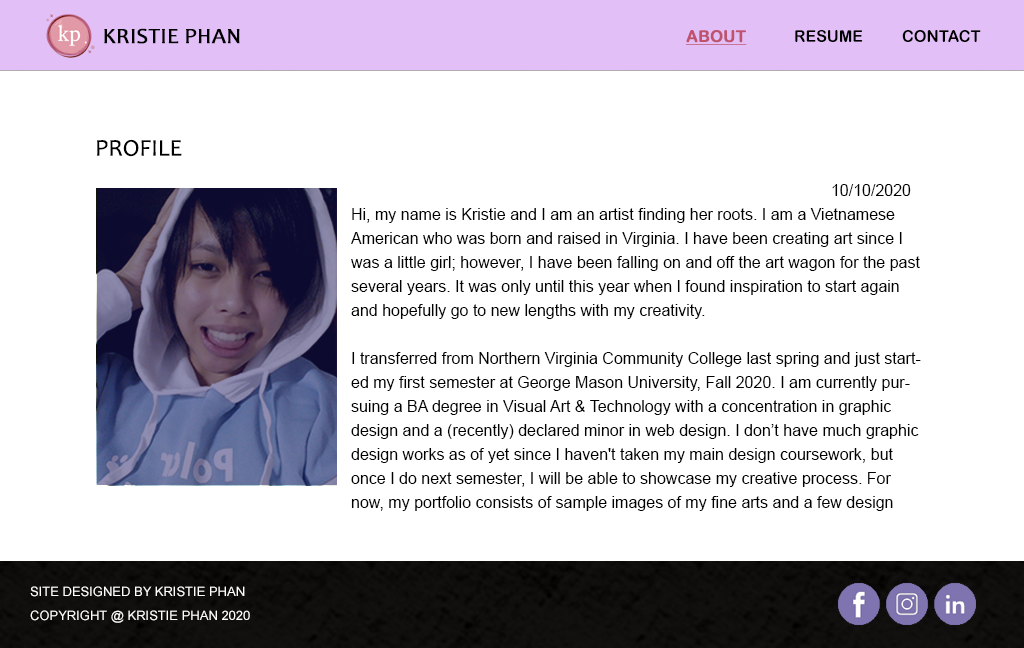 kp KRISTIE PHAN ABOUT RESUME CONTACT
PROFILE
10/10/2020
Hi, my name is Kristie and I am an artist finding her roots. I am a Vietnamese
American who was born and raised in Virginia. I have been creating art since I
was a little girl; however, I have been falling on and off the art wagon for the past
several years. It was only until this year when I found inspiration to start again
and hopefully go to new lengths with my creativity.
I transferred from Northern Virginia Community College last spring and just start-
ed my first semester at George Mason University, Fall 2020. I am currently pur-
suing a BA degree in Visual Art & Technology with a concentration in graphic
design and a (recently) declared minor in web design. I don’t have much graphic
design works as of yet since I haven't taken my main design coursework, but
once I do next semester, I will be able to showcase my creative process. For
now, my portfolio consists of sample images of my fine arts and a few design
SITE DESIGNED BY KRISTIE PHAN
COPYRIGHT @ KRISTIE PHAN 2020
f in